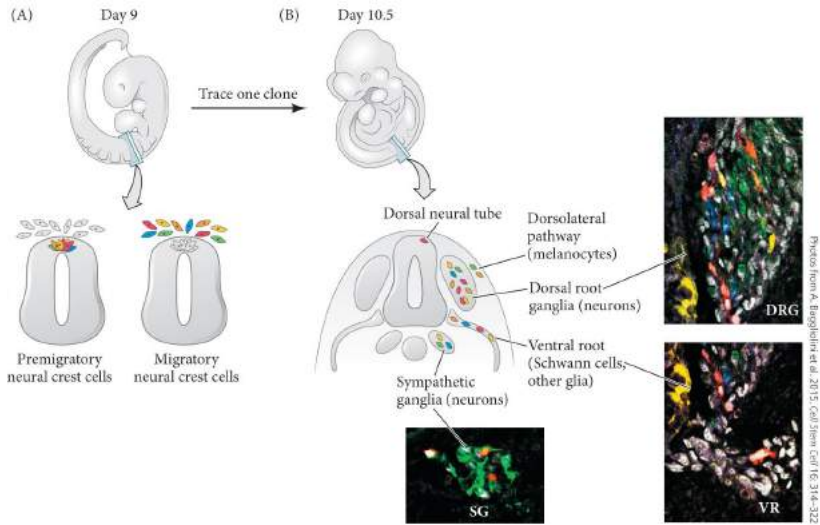 (A)
Day 9
(B)
Day 10.5
Trace one clone
Premigratory
neural crest cells
Migratory
neural crest cells
Dorsal neural tube
Dorsolateral
pathway
(melanocytes)
Dorsal root
ganglia (neurons)
Ventral root
(Schwann cells,
other glia)
Sympathetic
ganglia (neurons)
SG
DRG
VR
Photos from A. Baggliolini et al. 2015. Cell Stem Cell 16: 314–322